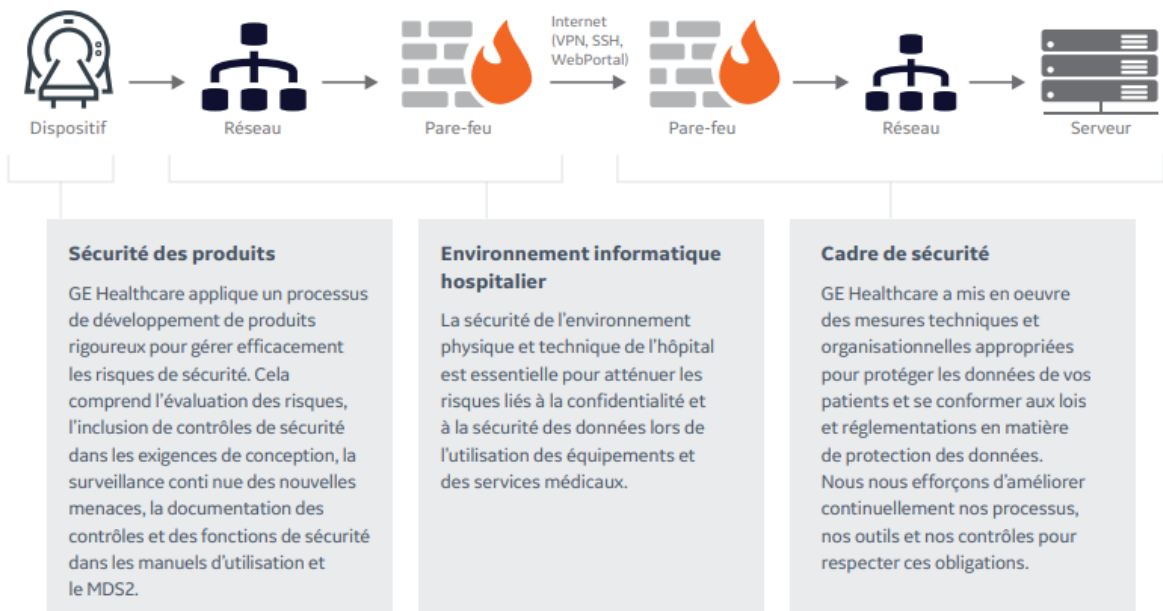 Internet
(VPN, SSH,
WebPortal)
Dispositif
Réseau
Pare-feu
Pare-feu
Réseau
Serveur
Sécurité des produits
GE Healthcare applique un processus
de développement de produits
rigoureux pour gérer efficacement
les risques de sécurité. Cela
comprend l’évaluation des risques,
l’inclusion de contrôles de sécurité
dans les exigences de conception, la
surveillance conti nue des nouvelles
menaces, la documentation des
contrôles et des fonctions de sécurité
dans les manuels d’utilisation et
le MDS2.
Environnement informatique
hospitalier
La sécurité de l’environnement
physique et technique de l’hôpital
est essentielle pour atténuer les
risques liés à la confidentialité et
à la sécurité des données lors de
l’utilisation des équipements et
des services médicaux.
Cadre de sécurité
GE Healthcare a mis en oeuvre
des mesures techniques et
organisationnelles appropriées
pour protéger les données de vos
patients et se conformer aux lois
et réglementations en matière
de protection des données.
Nous nous efforçons d’améliorer
continuellement nos processus,
nos outils et nos contrôles pour
respecter ces obligations.